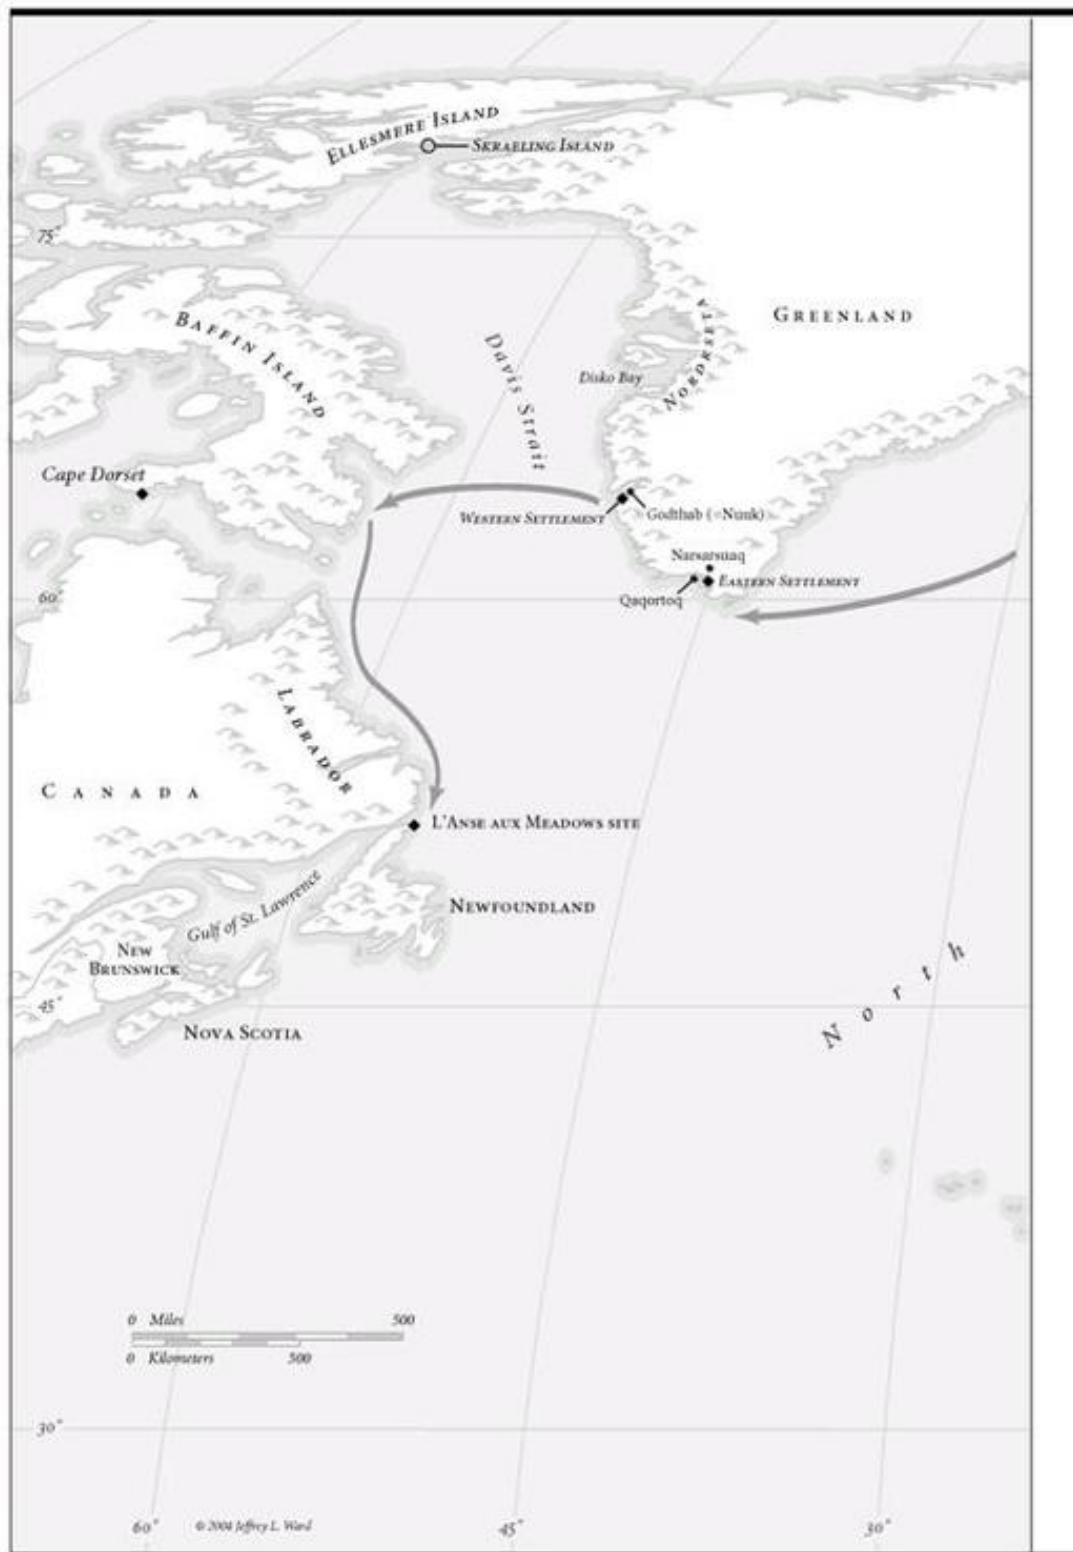 ELLESMERE ISLAND
SKRAELING ISLAND
75°
BAFFIN ISLAND
GREENLAND
NORDRSETA
Davis Strait
Disko Bay
Cape Dorset
WESTERN SETTLEMENT
Godthab (=Nuuk)
Narsarsuaq
EASTERN SETTLEMENT
Qaqortoq
60°
LABRADOR
CANADA
L'ANSE AUX MEADOWS SITE
Gulf of St. Lawrence
NEWFOUNDLAND
NEW
BRUNSWICK
North
45°
NOVA SCOTIA
0 Miles 500
0 Kilometers 500
30°
60° 45° 30°
© 2004 Jeffrey L. Ward